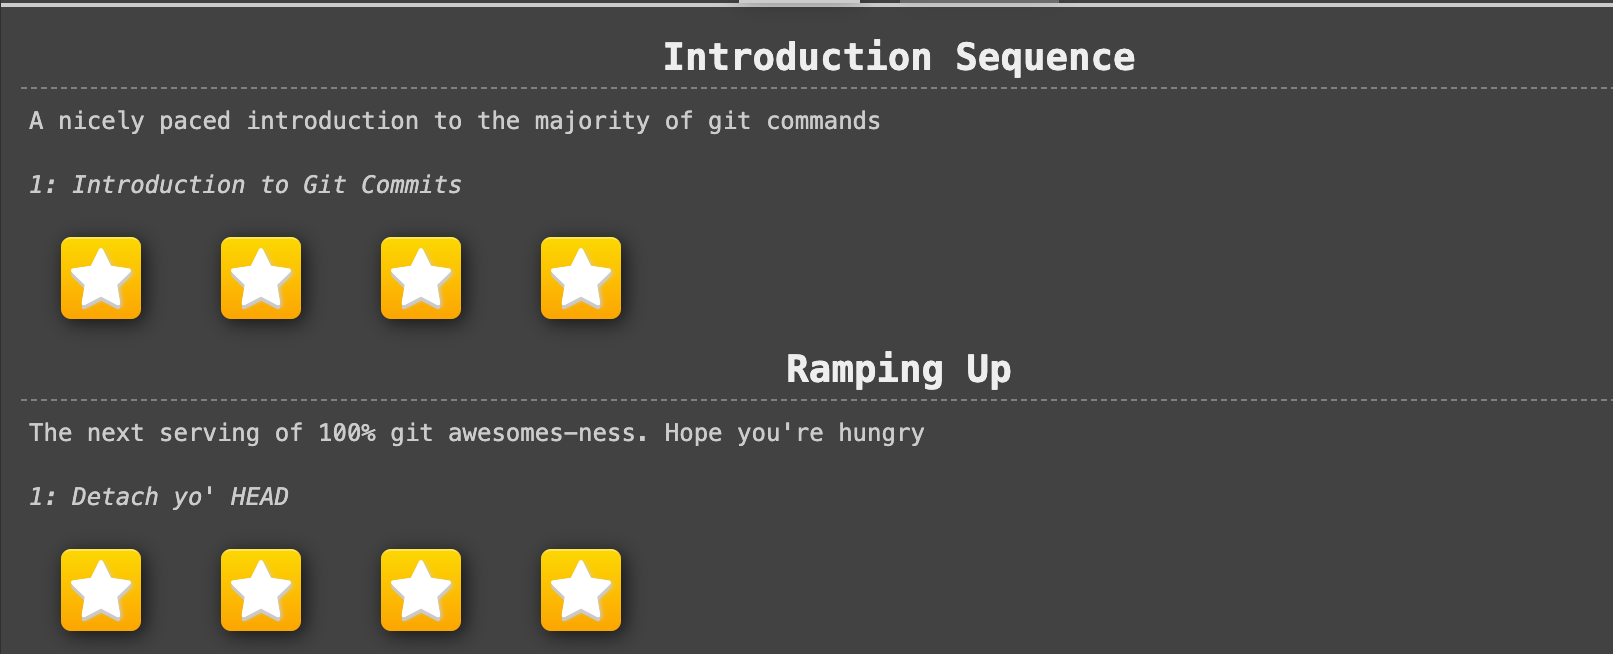 Introduction Sequence
A nicely paced introduction to the majority of git commands
1: Introduction to Git Commits
Ramping Up
The next serving of 100% git awesomes-ness. Hope you're hungry
1: Detach yo' HEAD